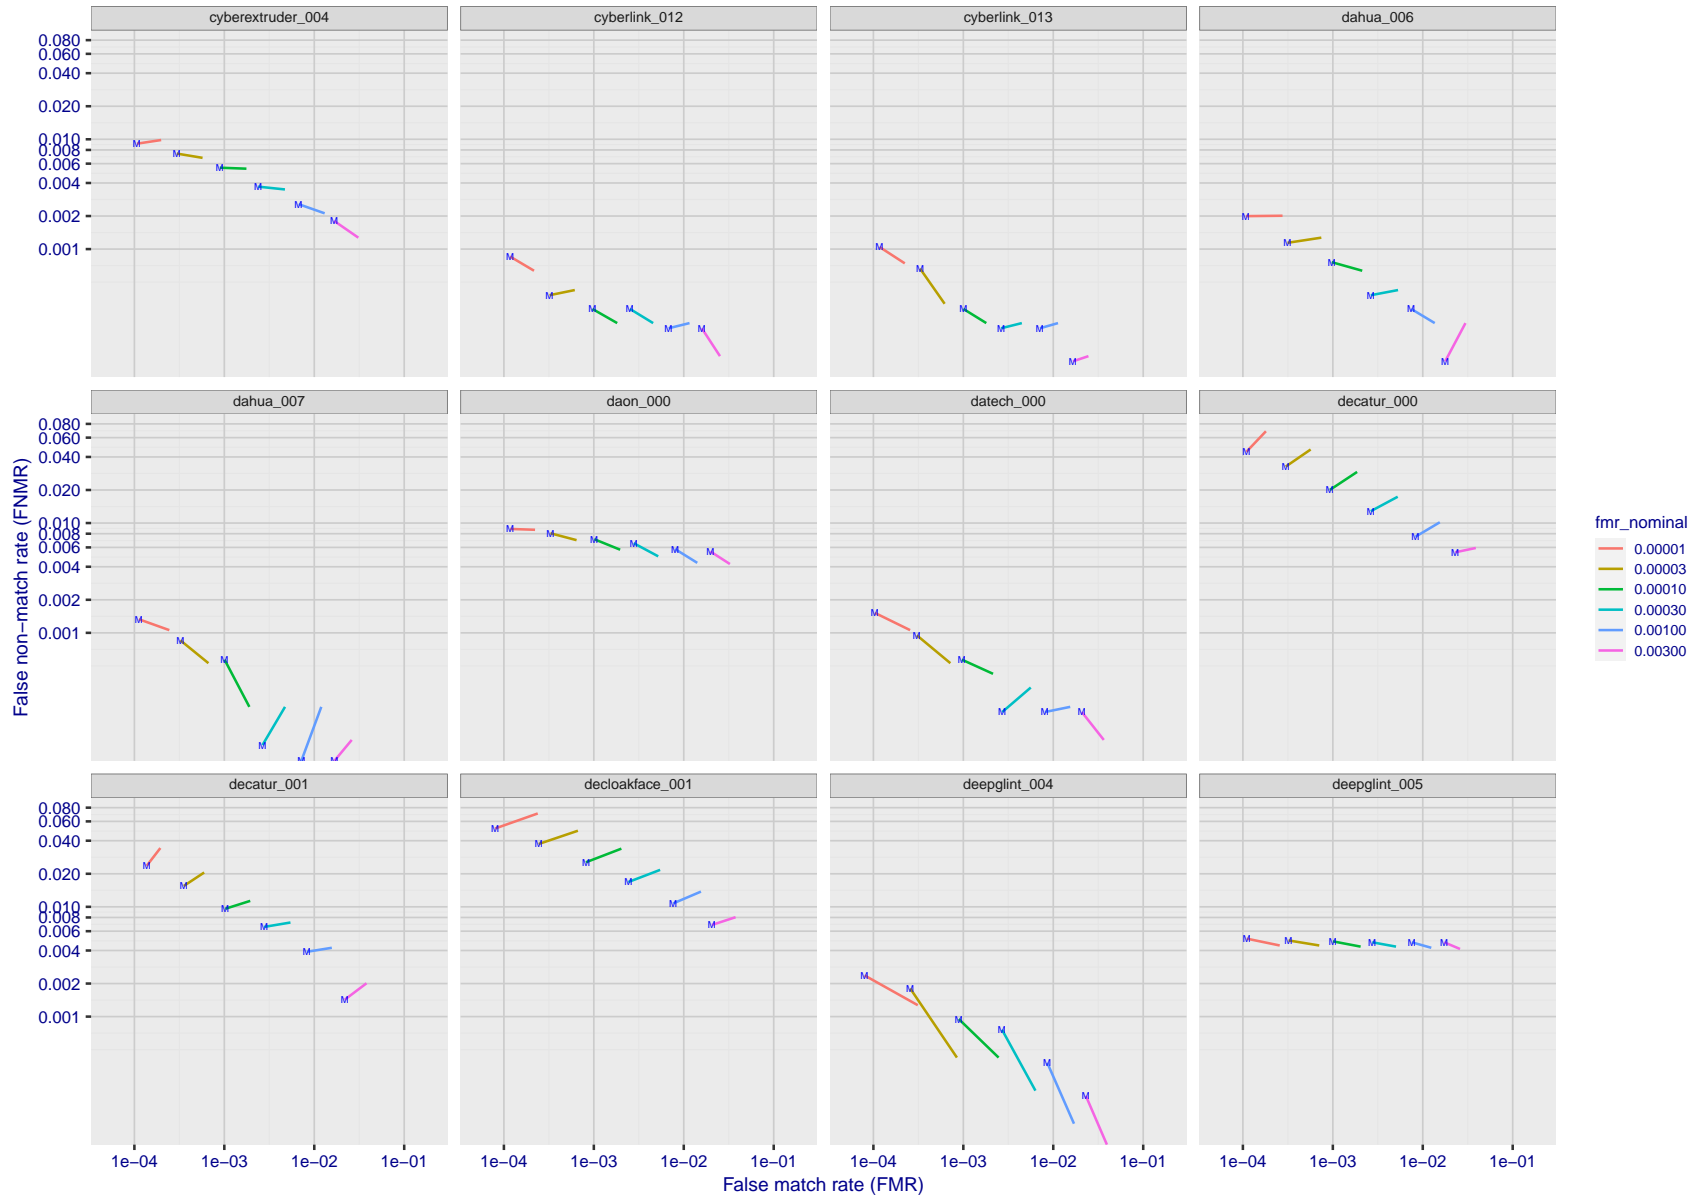 cyberextruder_004 cyberlink_012 cyberlink_013 dahua_006
0.080
0.060
0.040
0.020
0.010
0.008
0.006
0.004
0.002
0.001
M M M M M M
M M M M M M
M M M M M M
M M M M M M
dahua_007 daon_000 datech_000 decatur_000
0.080
0.060
0.040
0.020
0.010
0.008
0.006
0.004
0.002
0.001
M M M M M M
M M M M M M
M M M M M M
M M M M M M
decatur_001 decloakface_001 deepglint_004 deepglint_005
0.080
0.060
0.040
0.020
0.010
0.008
0.006
0.004
0.002
0.001
M M M M M M
M M M M M M
M M M M M M
M M M M M M
1e−04 1e−03 1e−02 1e−01 1e−04 1e−03 1e−02 1e−01 1e−04 1e−03 1e−02 1e−01 1e−04 1e−03 1e−02 1e−01
False match rate (FMR)
False non−match rate (FNMR)
fmr_nominal
0.00001
0.00003
0.00010
0.00030
0.00100
0.00300